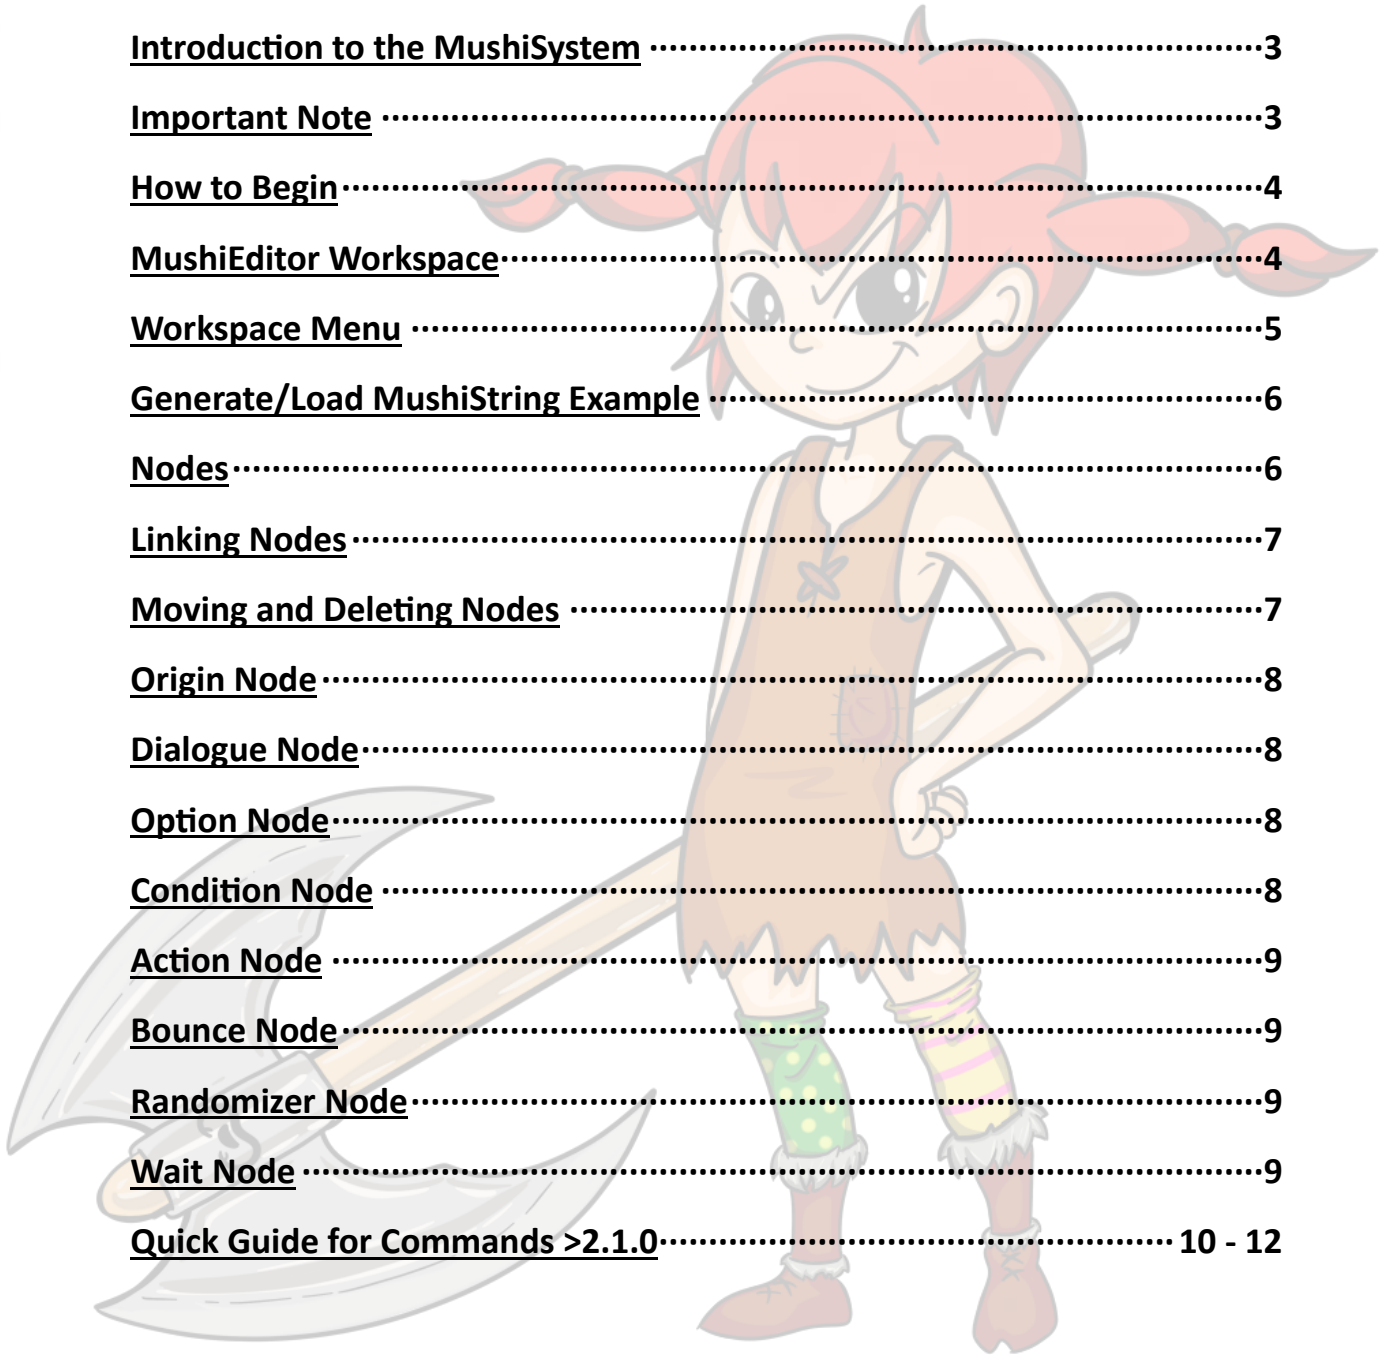 Introduction to the MushiSystem ........................................ 3
Important Note ........................................ 3
How to Begin ........................................ 4
MushiEditor Workspace ........................................ 4
Workspace Menu ........................................ 5
Generate/Load MushiString Example ........................................ 6
Nodes ........................................ 6
Linking Nodes ........................................ 7
Moving and Deleting Nodes ........................................ 7
Origin Node ........................................ 8
Dialogue Node ........................................ 8
Option Node ........................................ 8
Condition Node ........................................ 8
Action Node ........................................ 9
Bounce Node ........................................ 9
Randomizer Node ........................................ 9
Wait Node ........................................ 9
Quick Guide for Commands >2.1.0 ........................................ 10 - 12